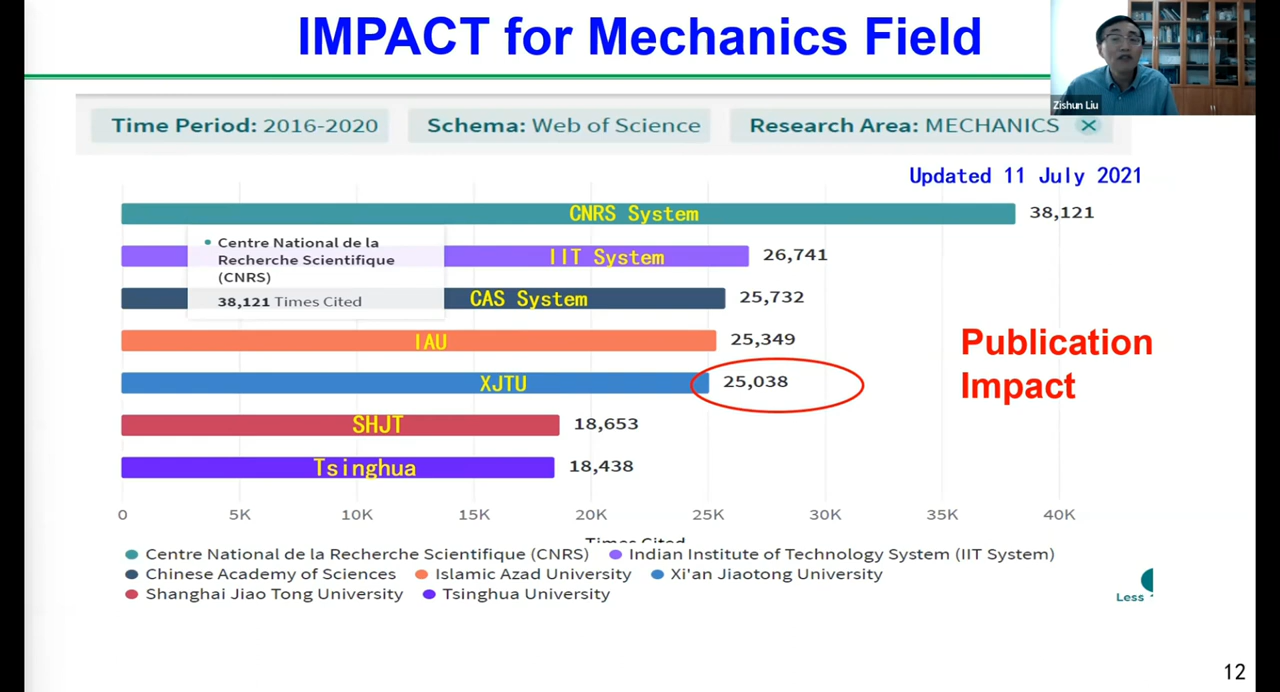 IMPACT for Mechanics Field
Zishun Liu
Time Period: 2016-2020 Schema: Web of Science Research Area: MECHANICS ✕
Updated 11 July 2021
CNRS System 38,121
Centre National de la
Recherche Scientifique
(CNRS)
38,121 Times Cited
IIT System 26,741
CAS System 25,732
IAU 25,349
XJTU 25,038
SHJT 18,653
Tsinghua 18,438
Publication
Impact
0 5K 10K 15K 20K 25K 30K 35K 40K
Times Cited
Centre National de la Recherche Scientifique (CNRS) Indian Institute of Technology System (IIT System)
Chinese Academy of Sciences Islamic Azad University Xi'an Jiaotong University
Shanghai Jiao Tong University Tsinghua University
Less
12